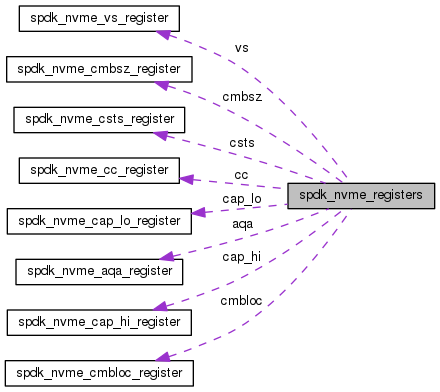 spdk_nvme_vs_register
vs
spdk_nvme_cmbsz_register
cmbsz
spdk_nvme_csts_register
csts
spdk_nvme_cc_register
cc
spdk_nvme_registers
cap_lo
spdk_nvme_cap_lo_register
aqa
spdk_nvme_aqa_register
cap_hi
spdk_nvme_cap_hi_register
cmbloc
spdk_nvme_cmbloc_register